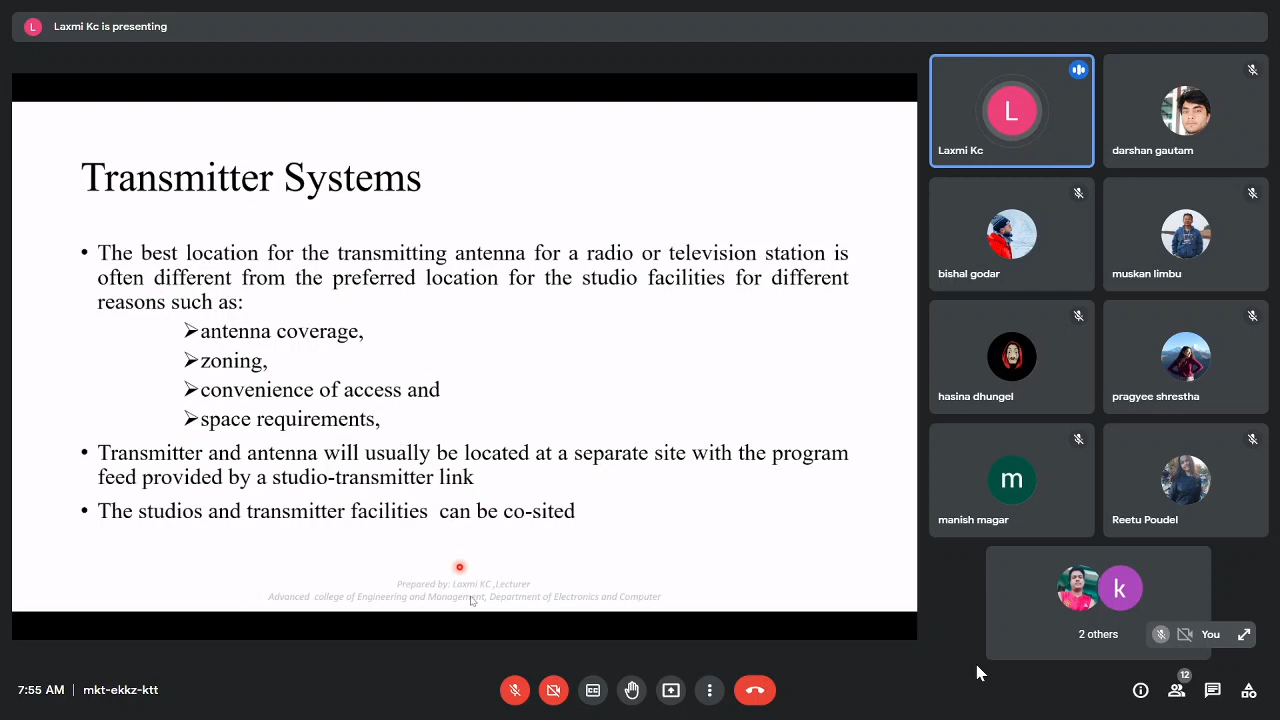 L Laxmi Kc is presenting
Transmitter Systems
• The best location for the transmitting antenna for a radio or television station is
often different from the preferred location for the studio facilities for different
reasons such as:
➢antenna coverage,
➢zoning,
➢convenience of access and
➢space requirements,
• Transmitter and antenna will usually be located at a separate site with the program
feed provided by a studio-transmitter link
• The studios and transmitter facilities can be co-sited
Prepared by: Laxmi KC ,Lecturer
Advanced college of Engineering and Management, Department of Electronics and Computer
L
Laxmi Kc
darshan gautam
bishal godar
muskan limbu
hasina dhungel
pragyee shrestha
m
manish magar
Reetu Poudel
k
2 others
You
7:55 AM | mkt-ekkz-ktt
12